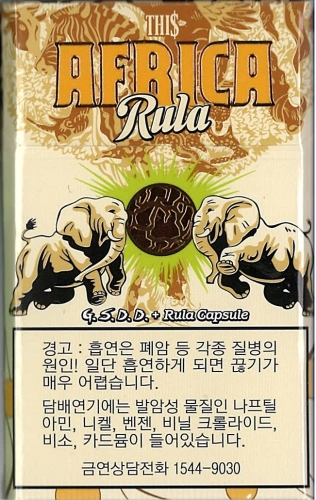 THI$
AFRICA
Rula
G.S.D.D. + Rula Capsule
경고 : 흡연은 폐암 등 각종 질병의
원인! 일단 흡연하게 되면 끊기가
매우 어렵습니다.
담배연기에는 발암성 물질인 나프틸
아민, 니켈, 벤젠, 비닐 크롤라이드,
비소, 카드뮴이 들어있습니다.
금연상담전화 1544-9030